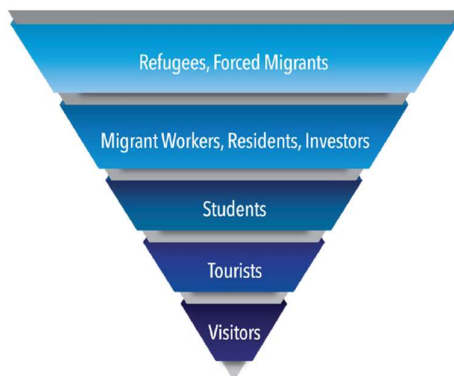 Refugees, Forced Migrants
Migrant Workers, Residents, Investors
Students
Tourists
Visitors